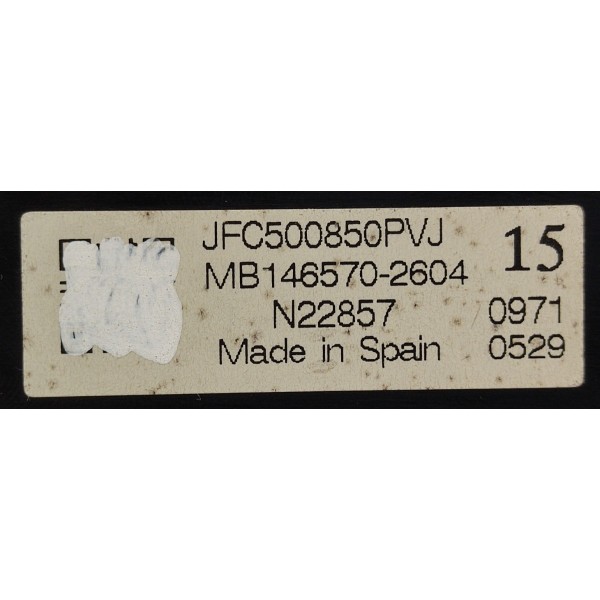 JFC500850PVJ 15
MB146570-2604
N22857 0971
Made in Spain 0529